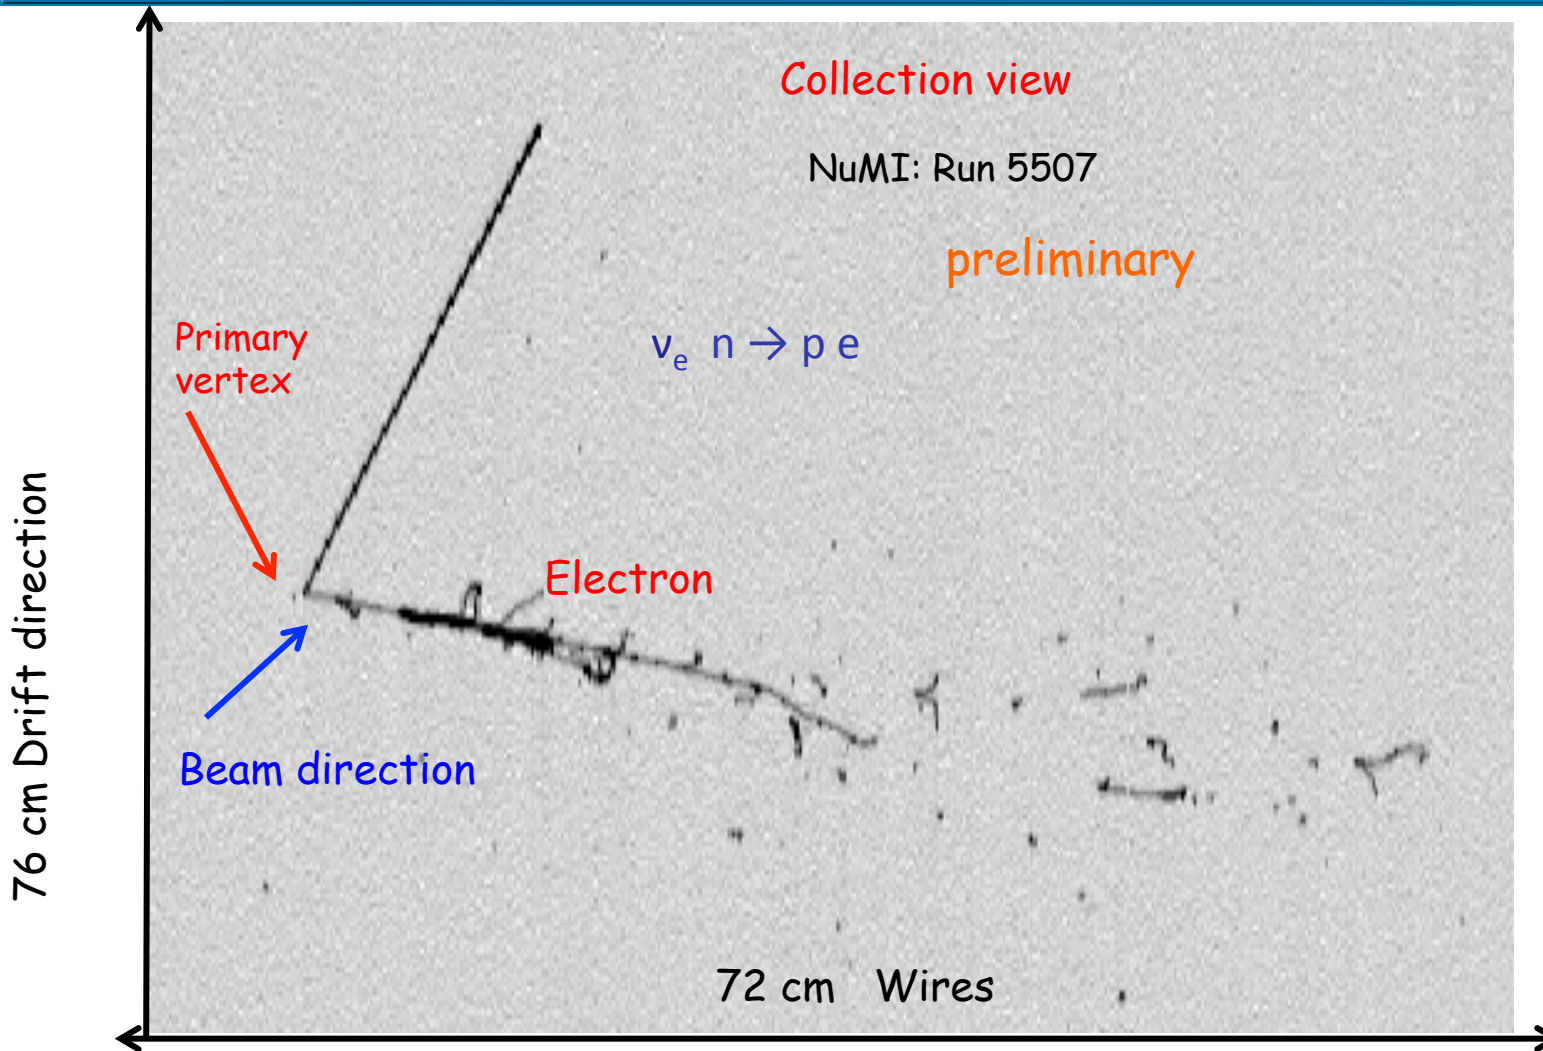 Collection view
NuMI: Run 5507
preliminary
νₑ n → p e
Primary
vertex
Electron
Beam direction
76 cm Drift direction
72 cm Wires